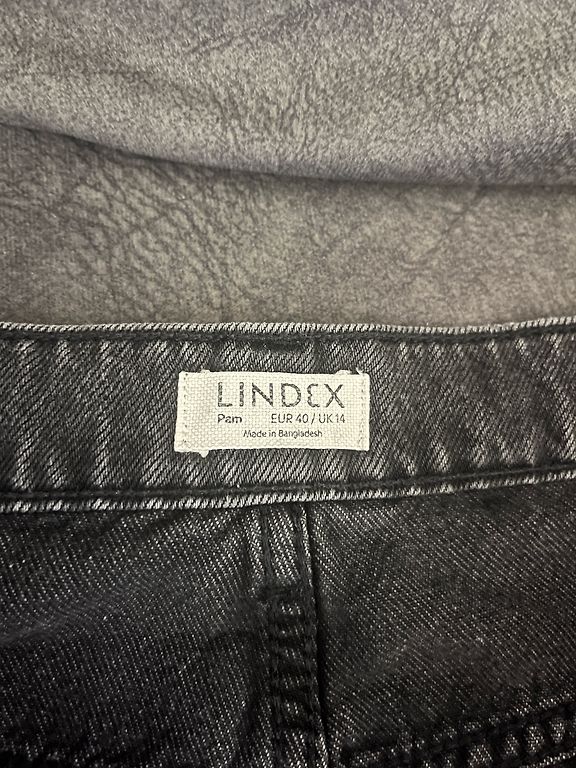 LINDEX
Pam EUR 40 / UK 14
Made in Bangladesh